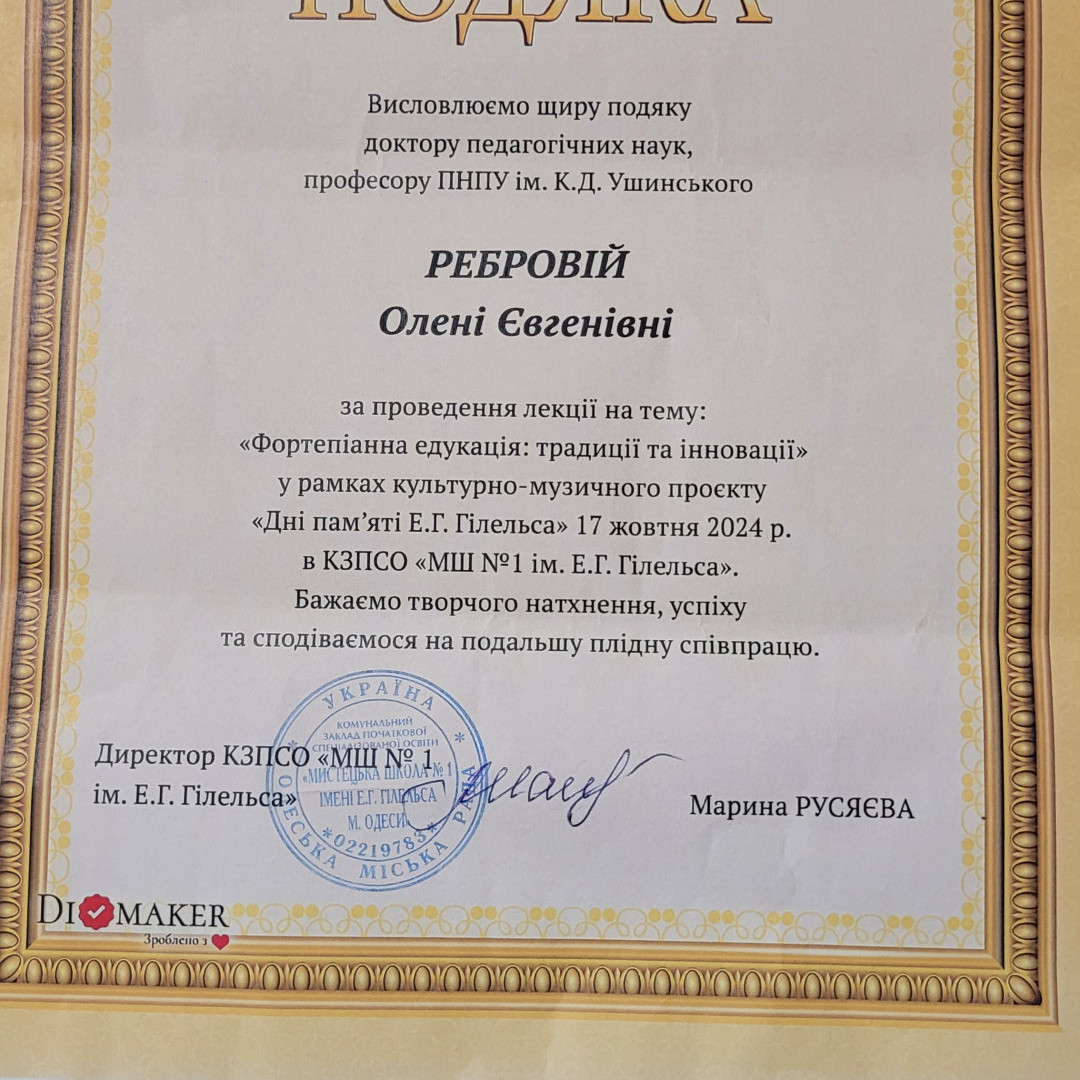 ПОДЯКА
Висловлюємо щиру подяку
доктору педагогічних наук,
професору ПНПУ ім. К.Д. Ушинського
РЕБРОВІЙ
Олені Євгенівні
за проведення лекції на тему:
«Фортепіанна едукація: традиції та інновації»
у рамках культурно-музичного проєкту
«Дні пам’яті Е.Г. Гілельса» 17 жовтня 2024 р.
в КЗПСО «МШ №1 ім. Е.Г. Гілельса».
Бажаємо творчого натхнення, успіху
та сподіваємося на подальшу плідну співпрацю.
Директор КЗПСО «МШ № 1
ім. Е.Г. Гілельса»
Марина РУСЯЄВА
УКРАЇНА
КОМУНАЛЬНИЙ
ЗАКЛАД ПОЧАТКОВОЇ
СПЕЦІАЛІЗОВАНОЇ ОСВІТИ
«МИСТЕЦЬКА ШКОЛА № 1
ІМЕНІ Е.Г. ГІЛЕЛЬСА
М. ОДЕСИ
*02219783*
ОДЕСЬКА МІСЬКА РАДА
DI MAKER
Зроблено з